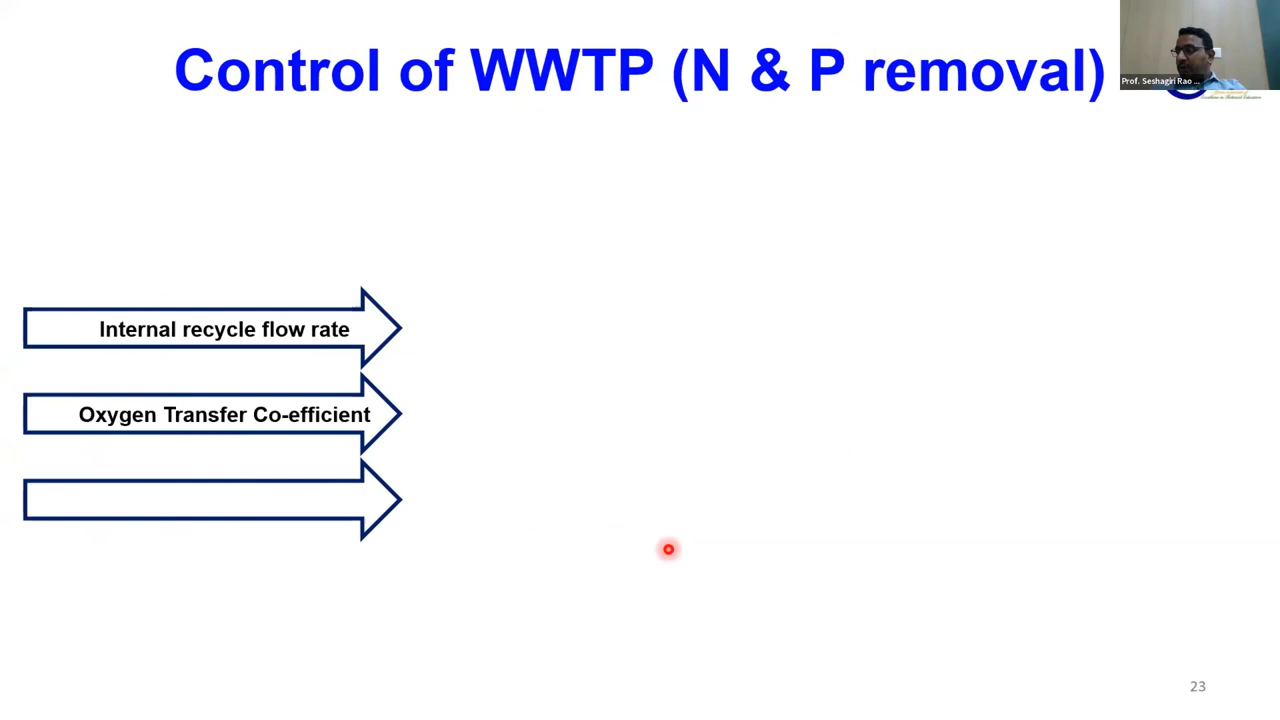 Control of WWTP (N & P removal)
Prof. Seshagiri Rao ...
Internal recycle flow rate
Oxygen Transfer Co-efficient
23